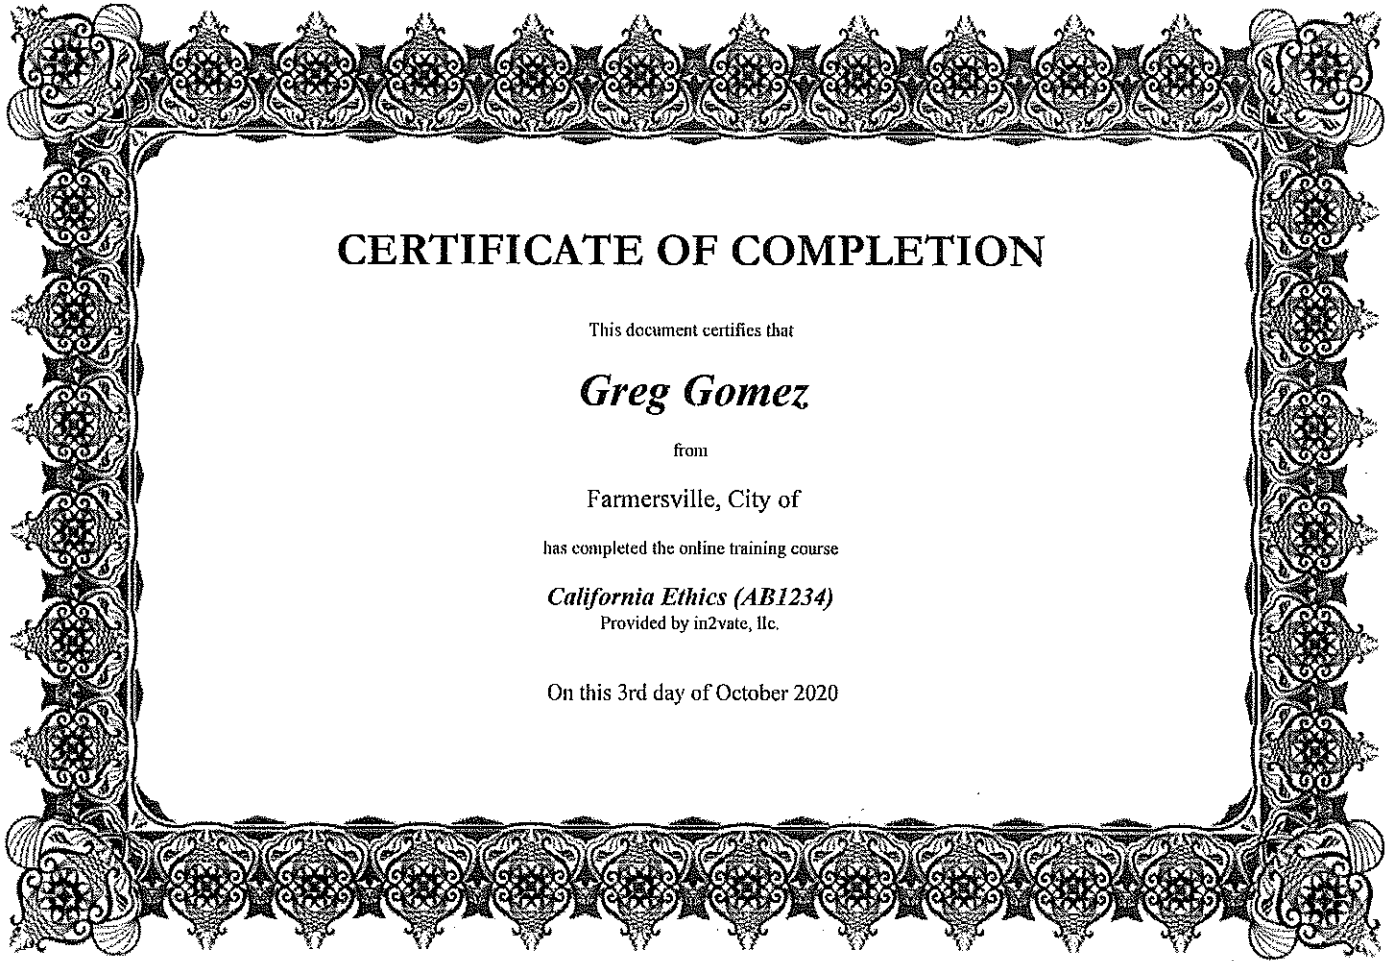 CERTIFICATE OF COMPLETION
This document certifies that
Greg Gomez
from
Farmersville, City of
has completed the online training course
California Ethics (AB1234)
Provided by in2vate, llc.
On this 3rd day of October 2020